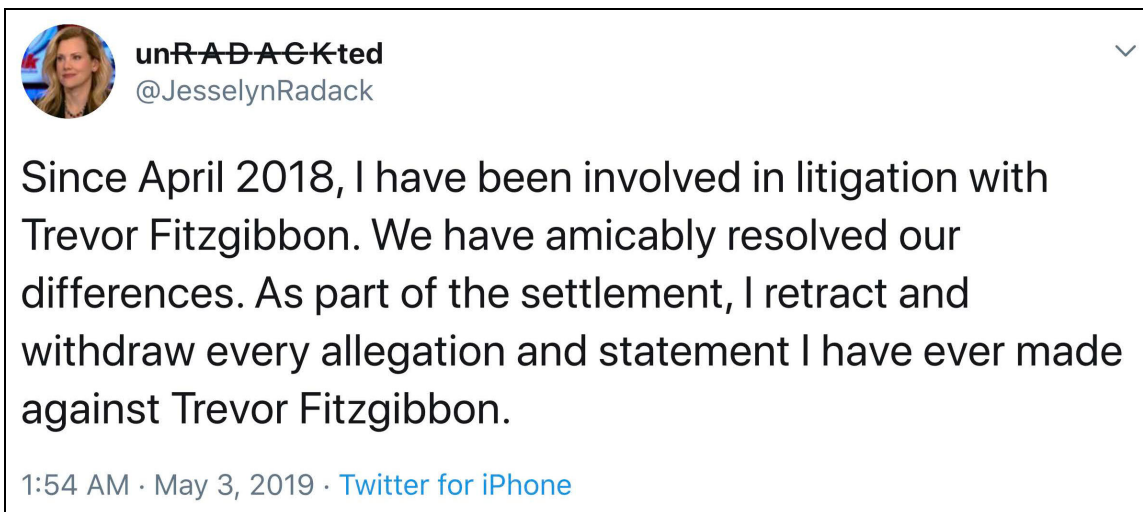 unRADACKted
@JesselynRadack
Since April 2018, I have been involved in litigation with
Trevor Fitzgibbon. We have amicably resolved our
differences. As part of the settlement, I retract and
withdraw every allegation and statement I have ever made
against Trevor Fitzgibbon.
1:54 AM · May 3, 2019 · Twitter for iPhone